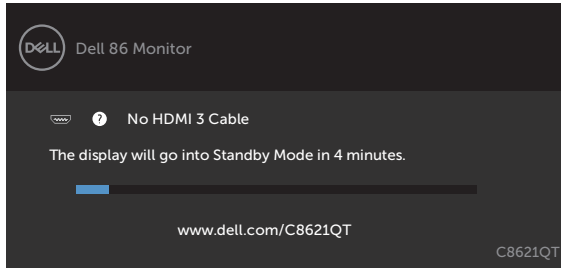 DELL
Dell 86 Monitor
? No HDMI 3 Cable
The display will go into Standby Mode in 4 minutes.
www.dell.com/C8621QT
C8621QT